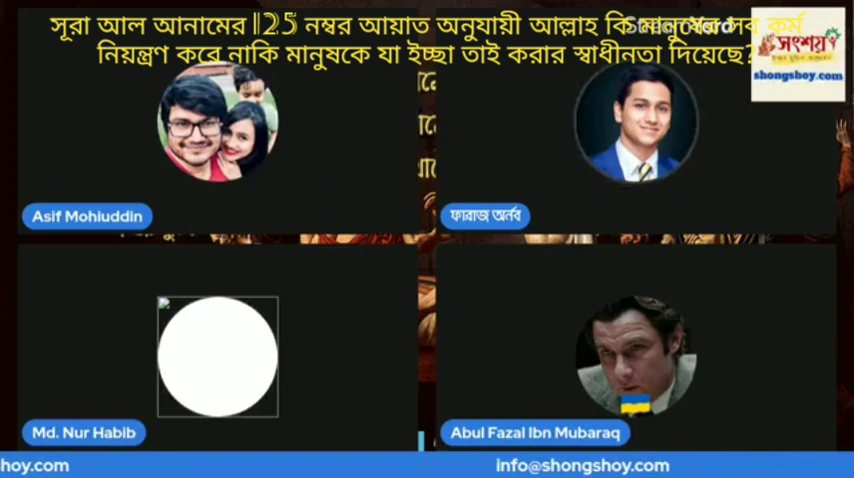 সূরা আল আনামের 125 নম্বর আয়াত অনুযায়ী আল্লাহ কি মানুষের সব কর্ম
নিয়ন্ত্রণ করে নাকি মানুষকে যা ইচ্ছা তাই করার স্বাধীনতা দিয়েছে?
StreamYard
সংশয়
shongshoy.com
Asif Mohiuddin
ফারাজ অর্নব
Md. Nur Habib
Abul Fazal Ibn Mubaraq
hoy.com
info@shongshoy.com